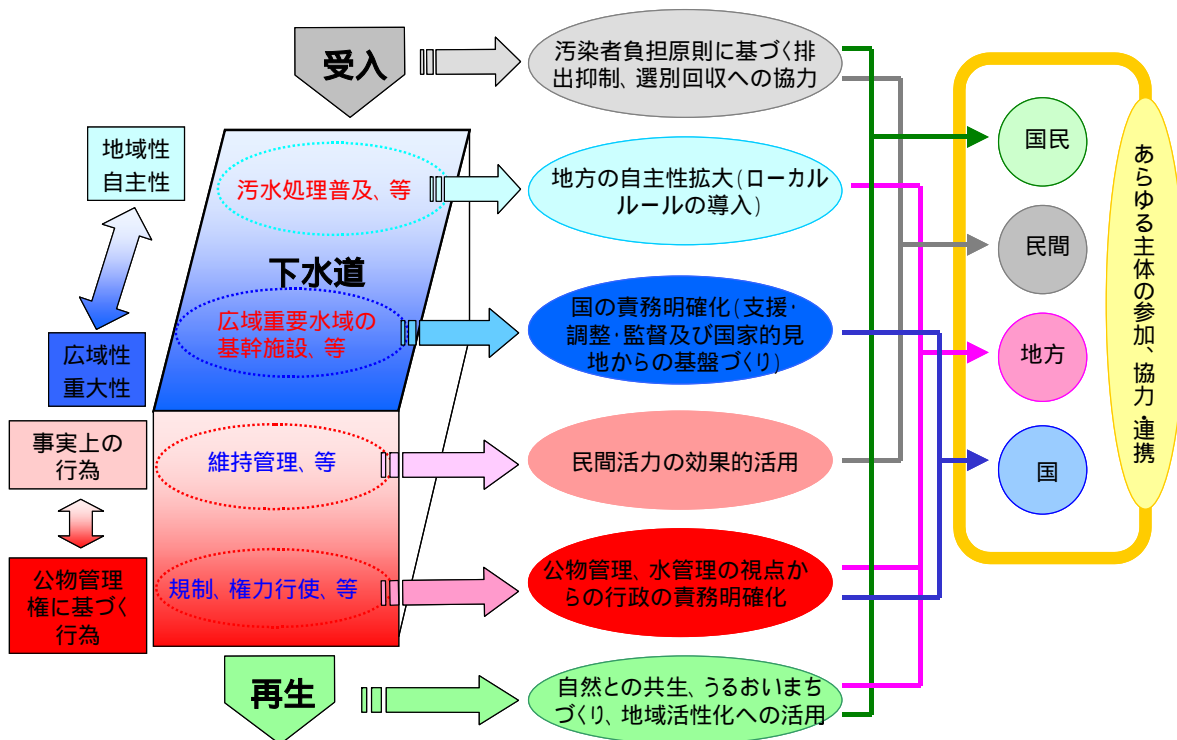 受入
汚染者負担原則に基づく排
出抑制、選別回収への協力
地域性
自主性
汚水処理普及、等
地方の自主性拡大(ローカル
ルールの導入)
下水道
広域重要水域の
基幹施設、等
国の責務明確化(支援・
調整・監督及び国家的見
地からの基盤づくり)
広域性
重大性
事実上の
行為
維持管理、等
民間活力の効果的活用
公物管理
権に基づく
行為
規制、権力行使、等
公物管理、水管理の視点か
らの行政の責務明確化
再生
自然との共生、うるおいまち
づくり、地域活性化への活用
国民
民間
地方
国
あらゆる主体の参加、協力・連携